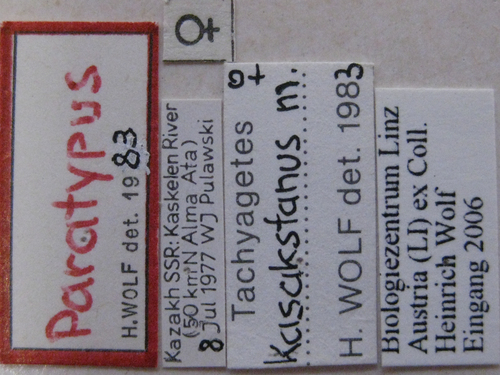 Paratypus
H. WOLF det. 1983
♀
Kazakh SSR: Kaskelen River
(50 km N Alma Ata)
8 Jul 1977 WJ Pulawski
Tachyagetes ♀
Kasakstanus m.
H. WOLF det. 1983
Biologiezentrum Linz
Austria (LI) ex Coll.
Heinrich Wolf
Eingang 2006